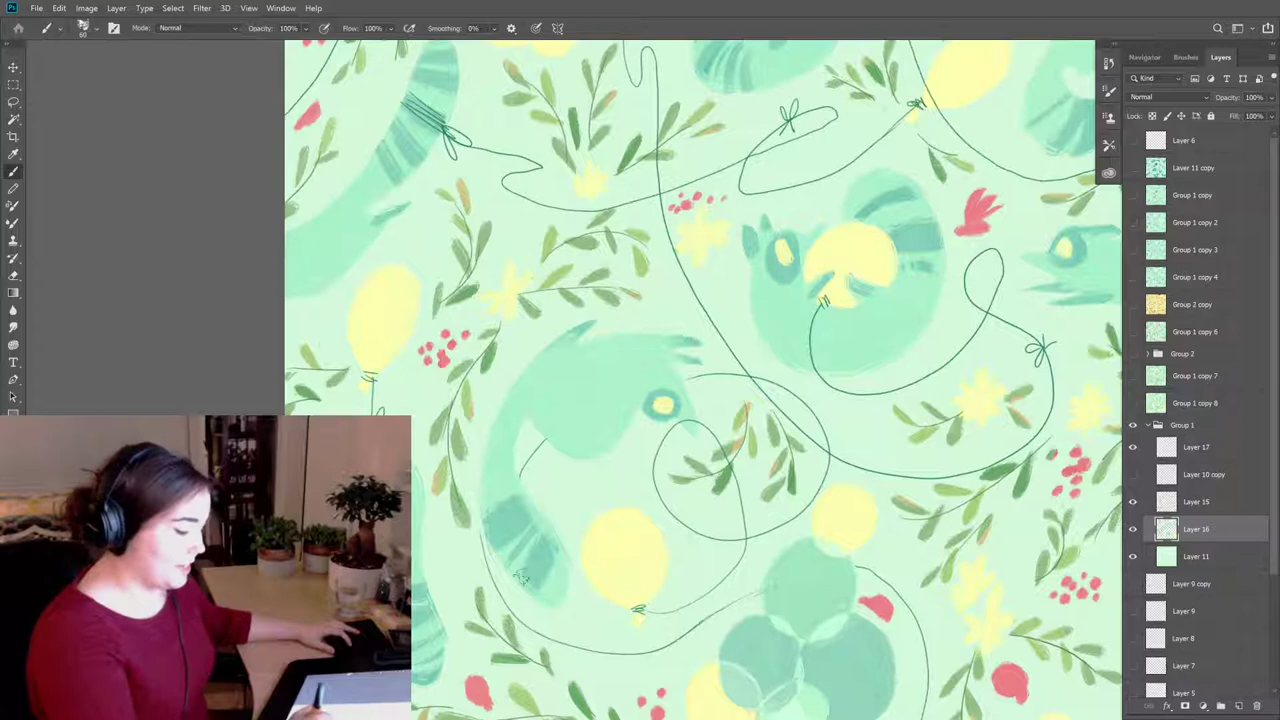 Ps File Edit Image Layer Type Select Filter 3D View Window Help
60 Mode: Normal Opacity: 100% Flow: 100% Smoothing: 0%
Navigator Brushes Layers
Kind
Normal Opacity: 100%
Lock: Fill: 100%
Layer 6
Layer 11 copy
Group 1 copy
Group 1 copy 2
Group 1 copy 3
Group 1 copy 4
Group 2 copy
Group 1 copy 6
Group 2
Group 1 copy 7
Group 1 copy 8
Group 1
Layer 17
Layer 10 copy
Layer 15
Layer 16
Layer 11
Layer 9 copy
Layer 9
Layer 8
Layer 7
Layer 5
fx